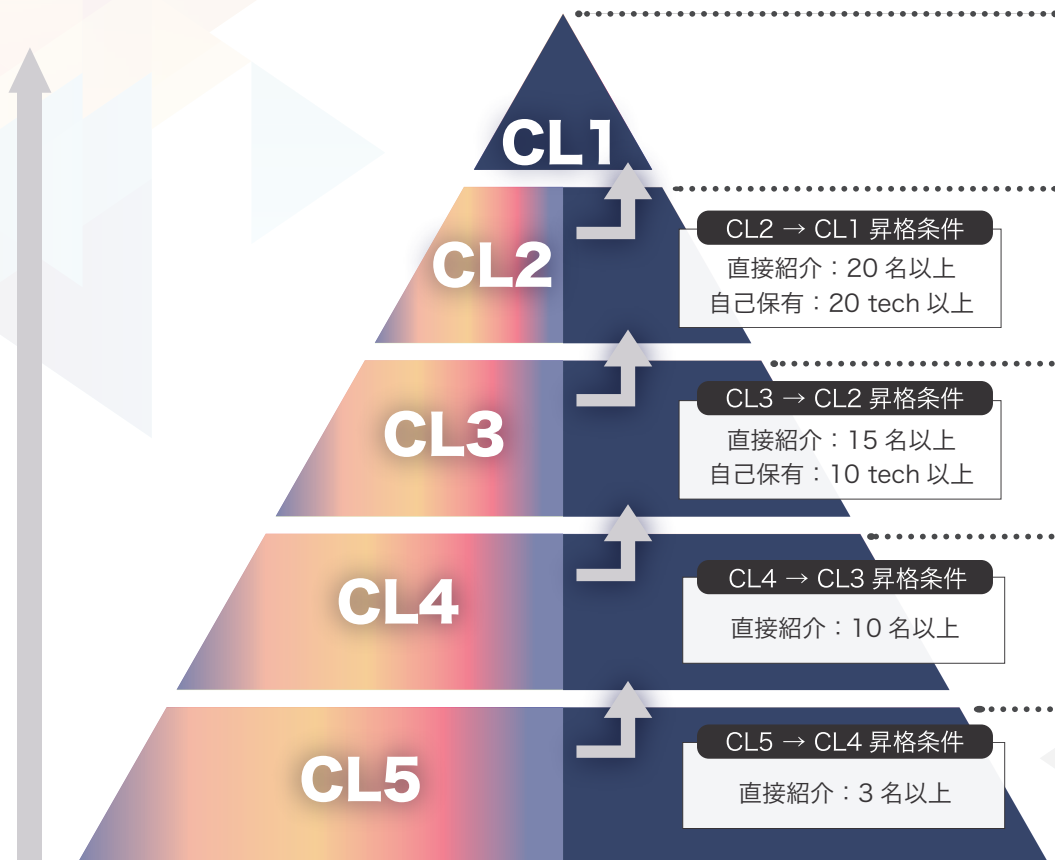 CL1
CL2
CL2 → CL1 昇格条件
直接紹介：20 名以上
自己保有：20 tech 以上
CL3
CL3 → CL2 昇格条件
直接紹介：15 名以上
自己保有：10 tech 以上
CL4
CL4 → CL3 昇格条件
直接紹介：10 名以上
CL5
CL5 → CL4 昇格条件
直接紹介：3 名以上